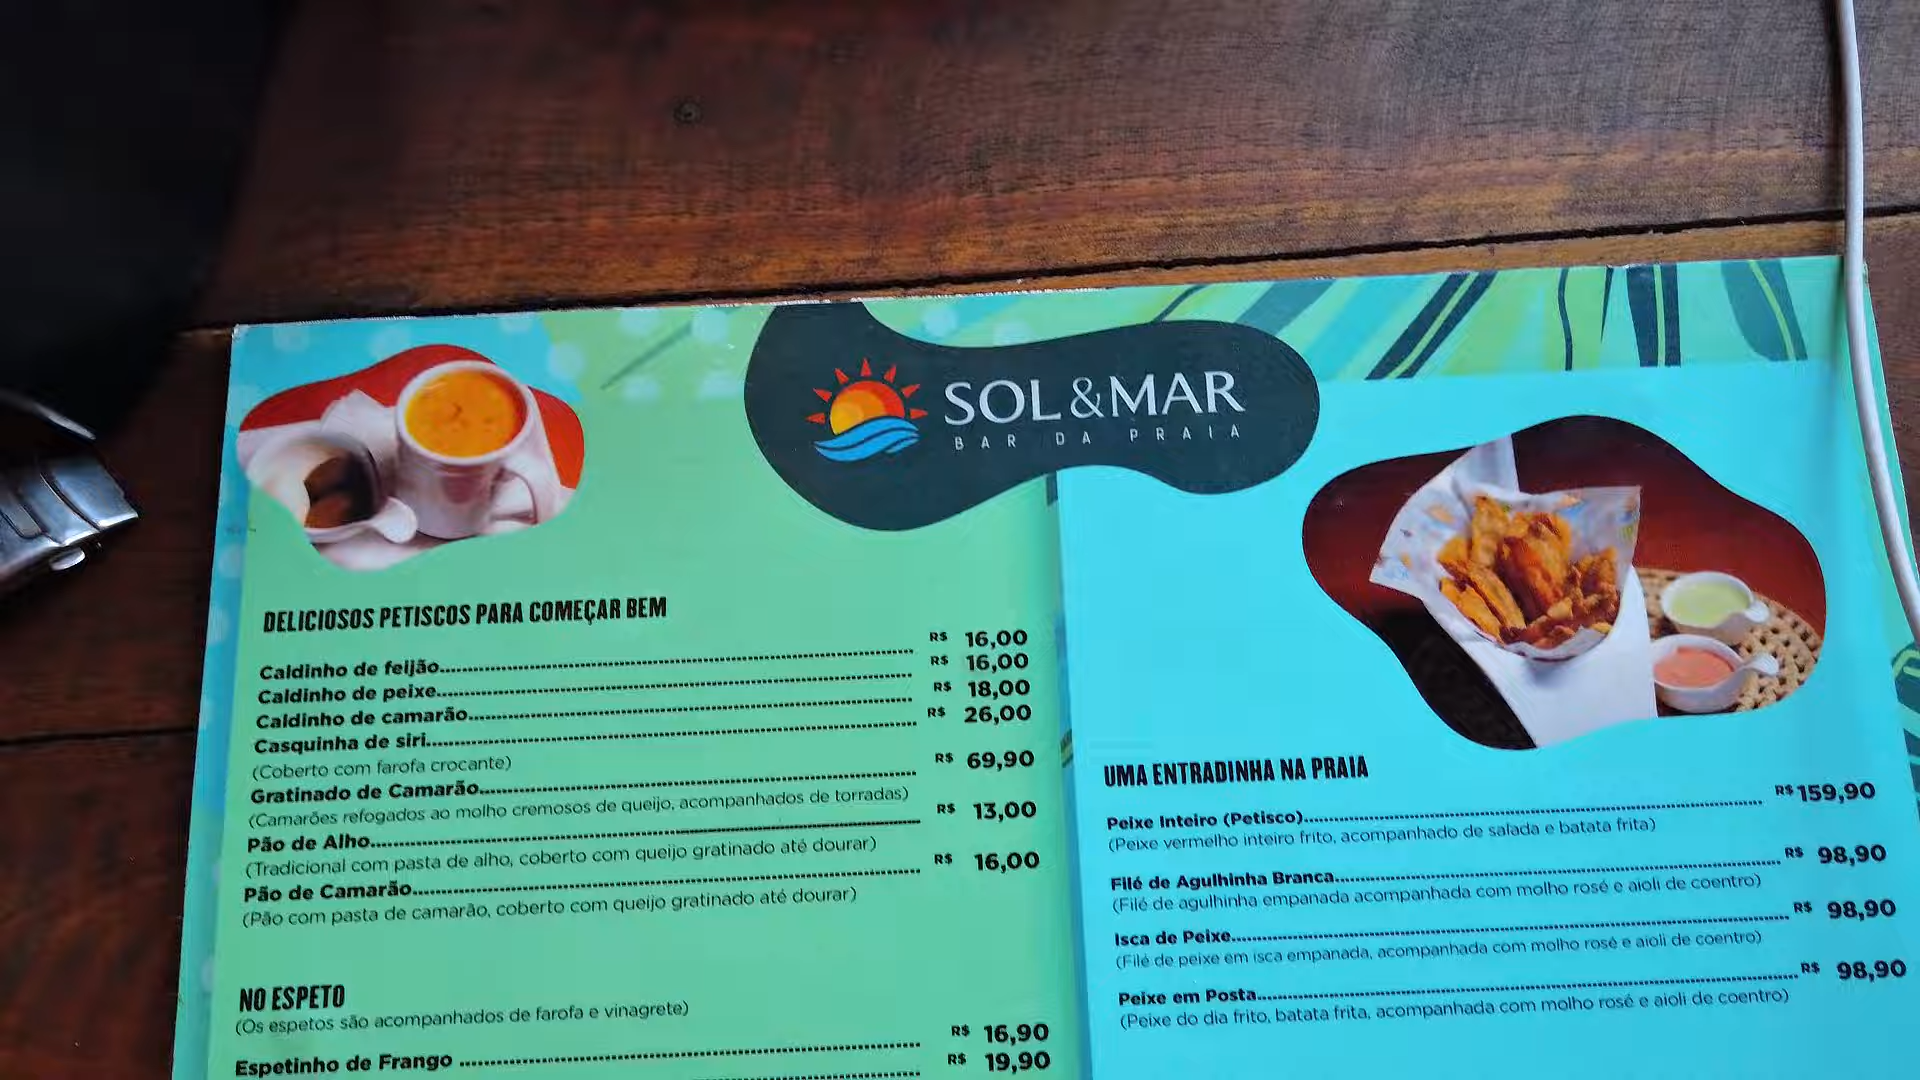 SOL&MAR
BAR DA PRAIA
DELICIOSOS PETISCOS PARA COMEÇAR BEM
Caldinho de feijão R$ 16,00
Caldinho de peixe R$ 16,00
Caldinho de camarão R$ 18,00
Casquinha de siri R$ 26,00
(Coberto com farofa crocante)
Gratinado de Camarão R$ 69,90
(Camarões refogados ao molho cremosos de queijo, acompanhados de torradas)
Pão de Alho R$ 13,00
(Tradicional com pasta de alho, coberto com queijo gratinado até dourar)
Pão de Camarão R$ 16,00
(Pão com pasta de camarão, coberto com queijo gratinado até dourar)
NO ESPETO
(Os espetos são acompanhados de farofa e vinagrete)
Espetinho de Frango R$ 16,90
R$ 19,90
UMA ENTRADINHA NA PRAIA
Peixe Inteiro (Petisco) R$ 159,90
(Peixe vermelho inteiro frito, acompanhado de salada e batata frita)
Filé de Agulhinha Branca R$ 98,90
(Filé de agulhinha empanada acompanhada com molho rosé e aioli de coentro)
Isca de Peixe R$ 98,90
(Filé de peixe em isca empanada, acompanhada com molho rosé e aioli de coentro)
Peixe em Posta R$ 98,90
(Peixe do dia frito, batata frita, acompanhada com molho rosé e aioli de coentro)